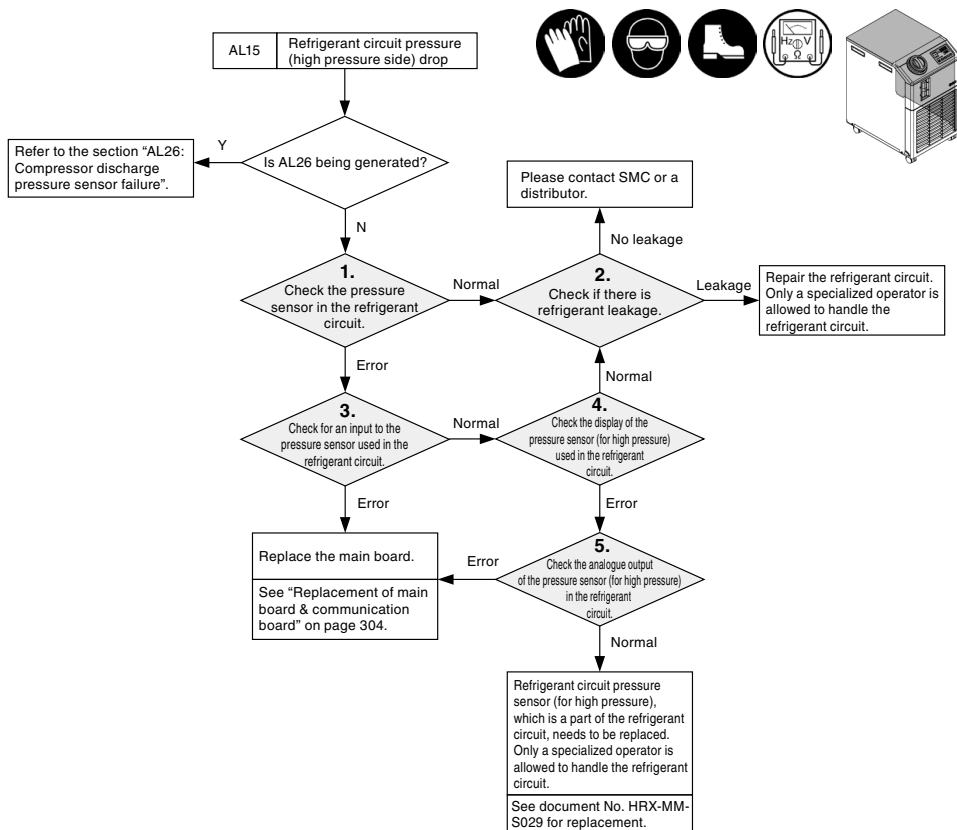 AL15
Refrigerant circuit pressure
(high pressure side) drop
Hz
V
Ω
Y
Refer to the section “AL26:
Compressor discharge
pressure sensor failure”.
Is AL26 being generated?
N
Please contact SMC or a
distributor.
No leakage
1.
Check the pressure
sensor in the refrigerant
circuit.
Normal
2.
Check if there is
refrigerant leakage.
Leakage
Repair the refrigerant circuit.
Only a specialized operator is
allowed to handle the
refrigerant circuit.
Error
Normal
3.
Check for an input to the
pressure sensor used in the
refrigerant circuit.
Normal
4.
Check the display of the
pressure sensor (for high pressure)
used in the refrigerant
circuit.
Error
Error
Replace the main board.
See “Replacement of main
board & communication
board” on page 304.
Error
5.
Check the analogue output
of the pressure sensor (for high pressure)
in the refrigerant
circuit.
Normal
Refrigerant circuit pressure
sensor (for high pressure),
which is a part of the refrigerant
circuit, needs to be replaced.
Only a specialized operator is
allowed to handle the refrigerant
circuit.
See document No. HRX-MM-
S029 for replacement.